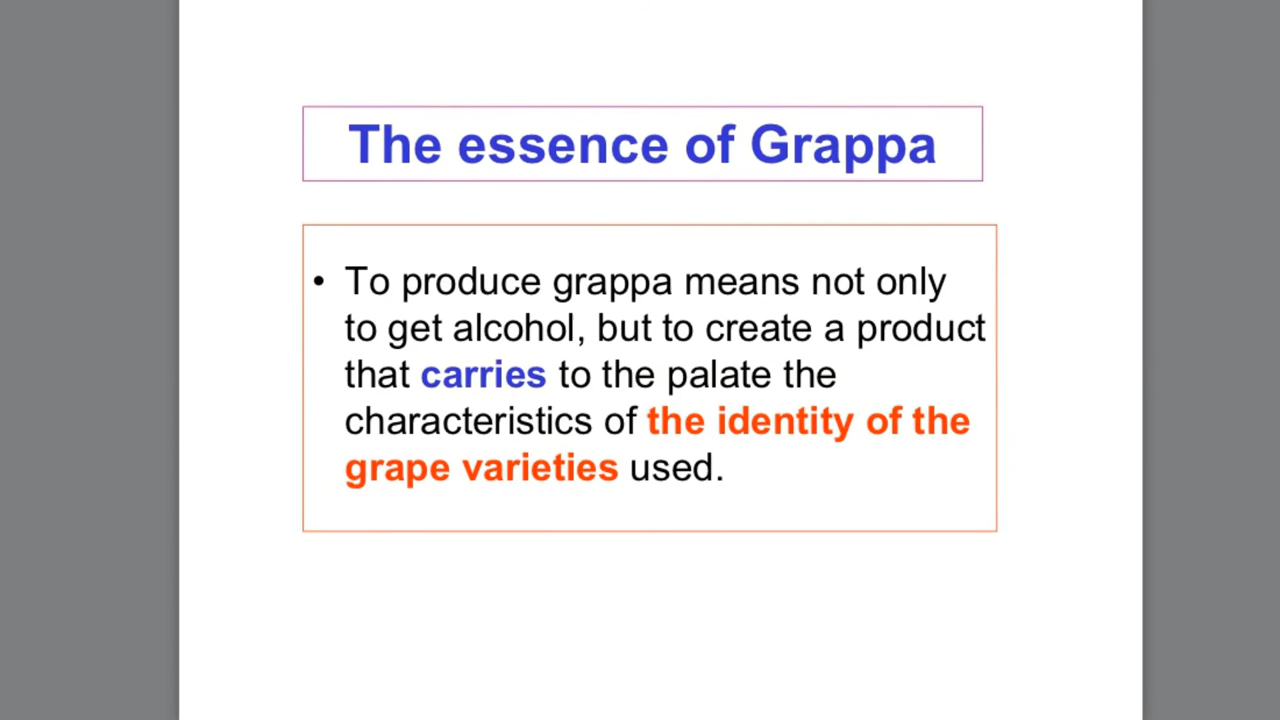 The essence of Grappa
• To produce grappa means not only
to get alcohol, but to create a product
that carries to the palate the
characteristics of the identity of the
grape varieties used.